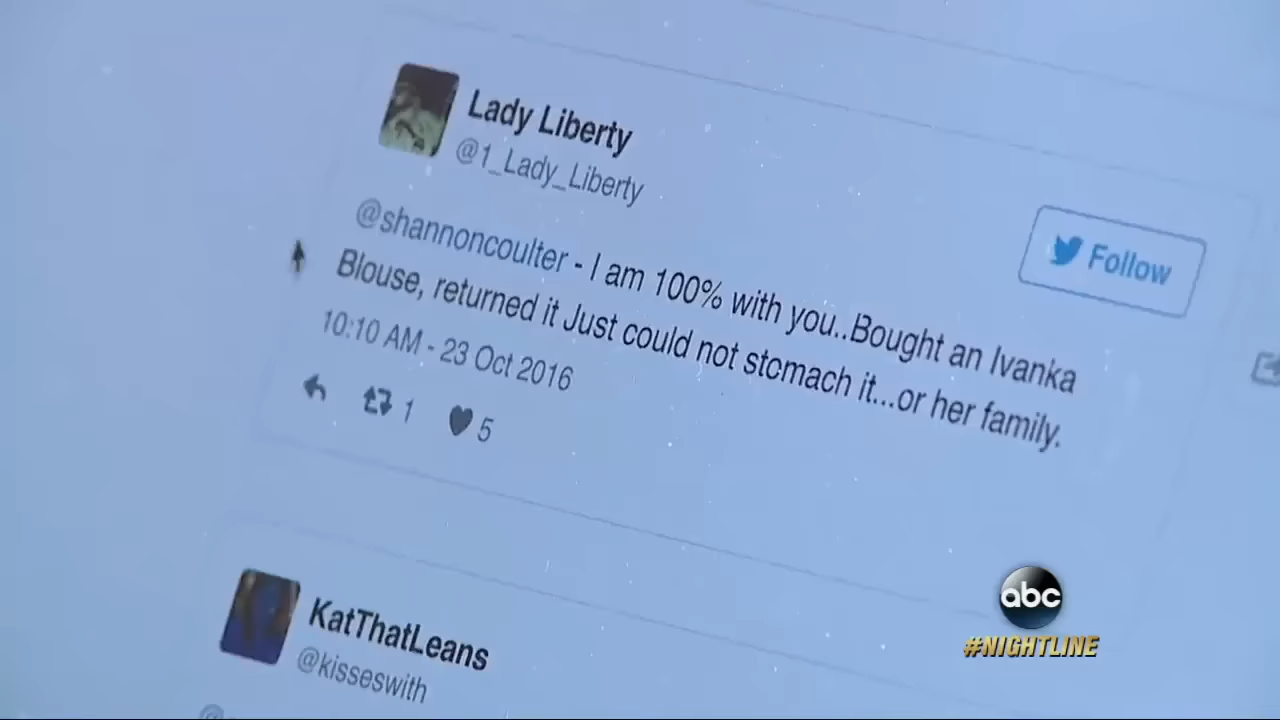 Lady Liberty
@1_Lady_Liberty
Follow
@shannoncoulter - I am 100% with you..Bought an Ivanka
Blouse, returned it Just could not stomach it...or her family.
10:10 AM - 23 Oct 2016
1 5
KatThatLeans
@kisseswith
abc
#NIGHTLINE